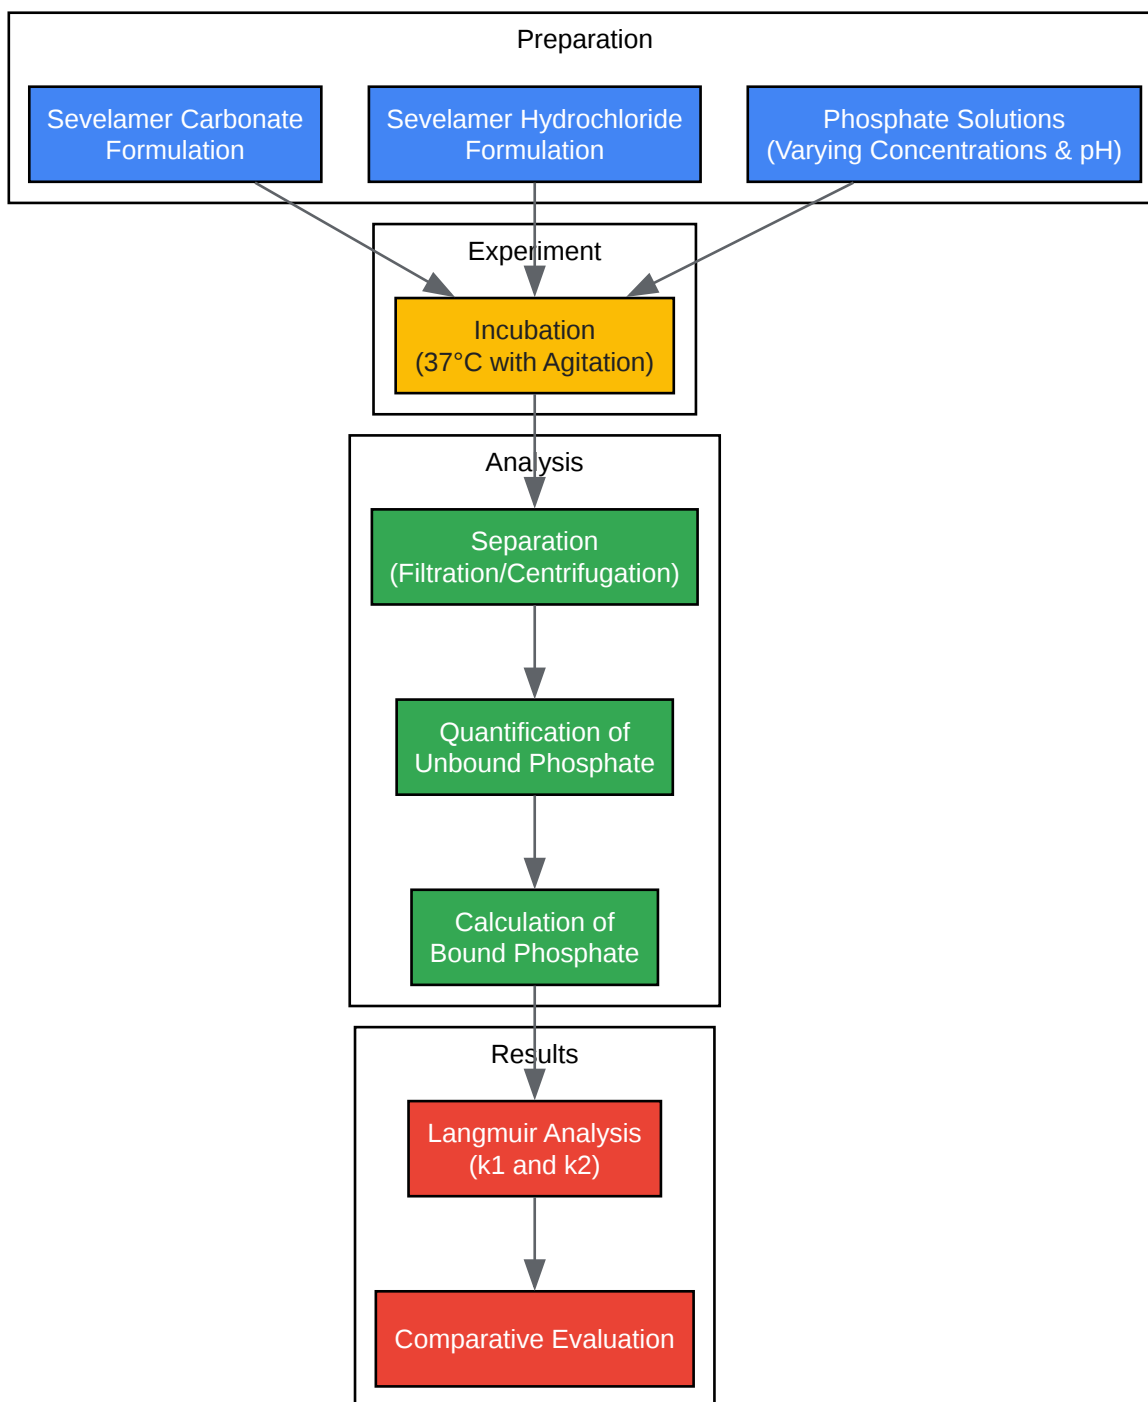 Preparation
Sevelamer Carbonate
Formulation
Sevelamer Hydrochloride
Formulation
Phosphate Solutions
(Varying Concentrations & pH)
Experiment
Incubation
(37°C with Agitation)
Analysis
Separation
(Filtration/Centrifugation)
Quantification of
Unbound Phosphate
Calculation of
Bound Phosphate
Results
Langmuir Analysis
(k1 and k2)
Comparative Evaluation